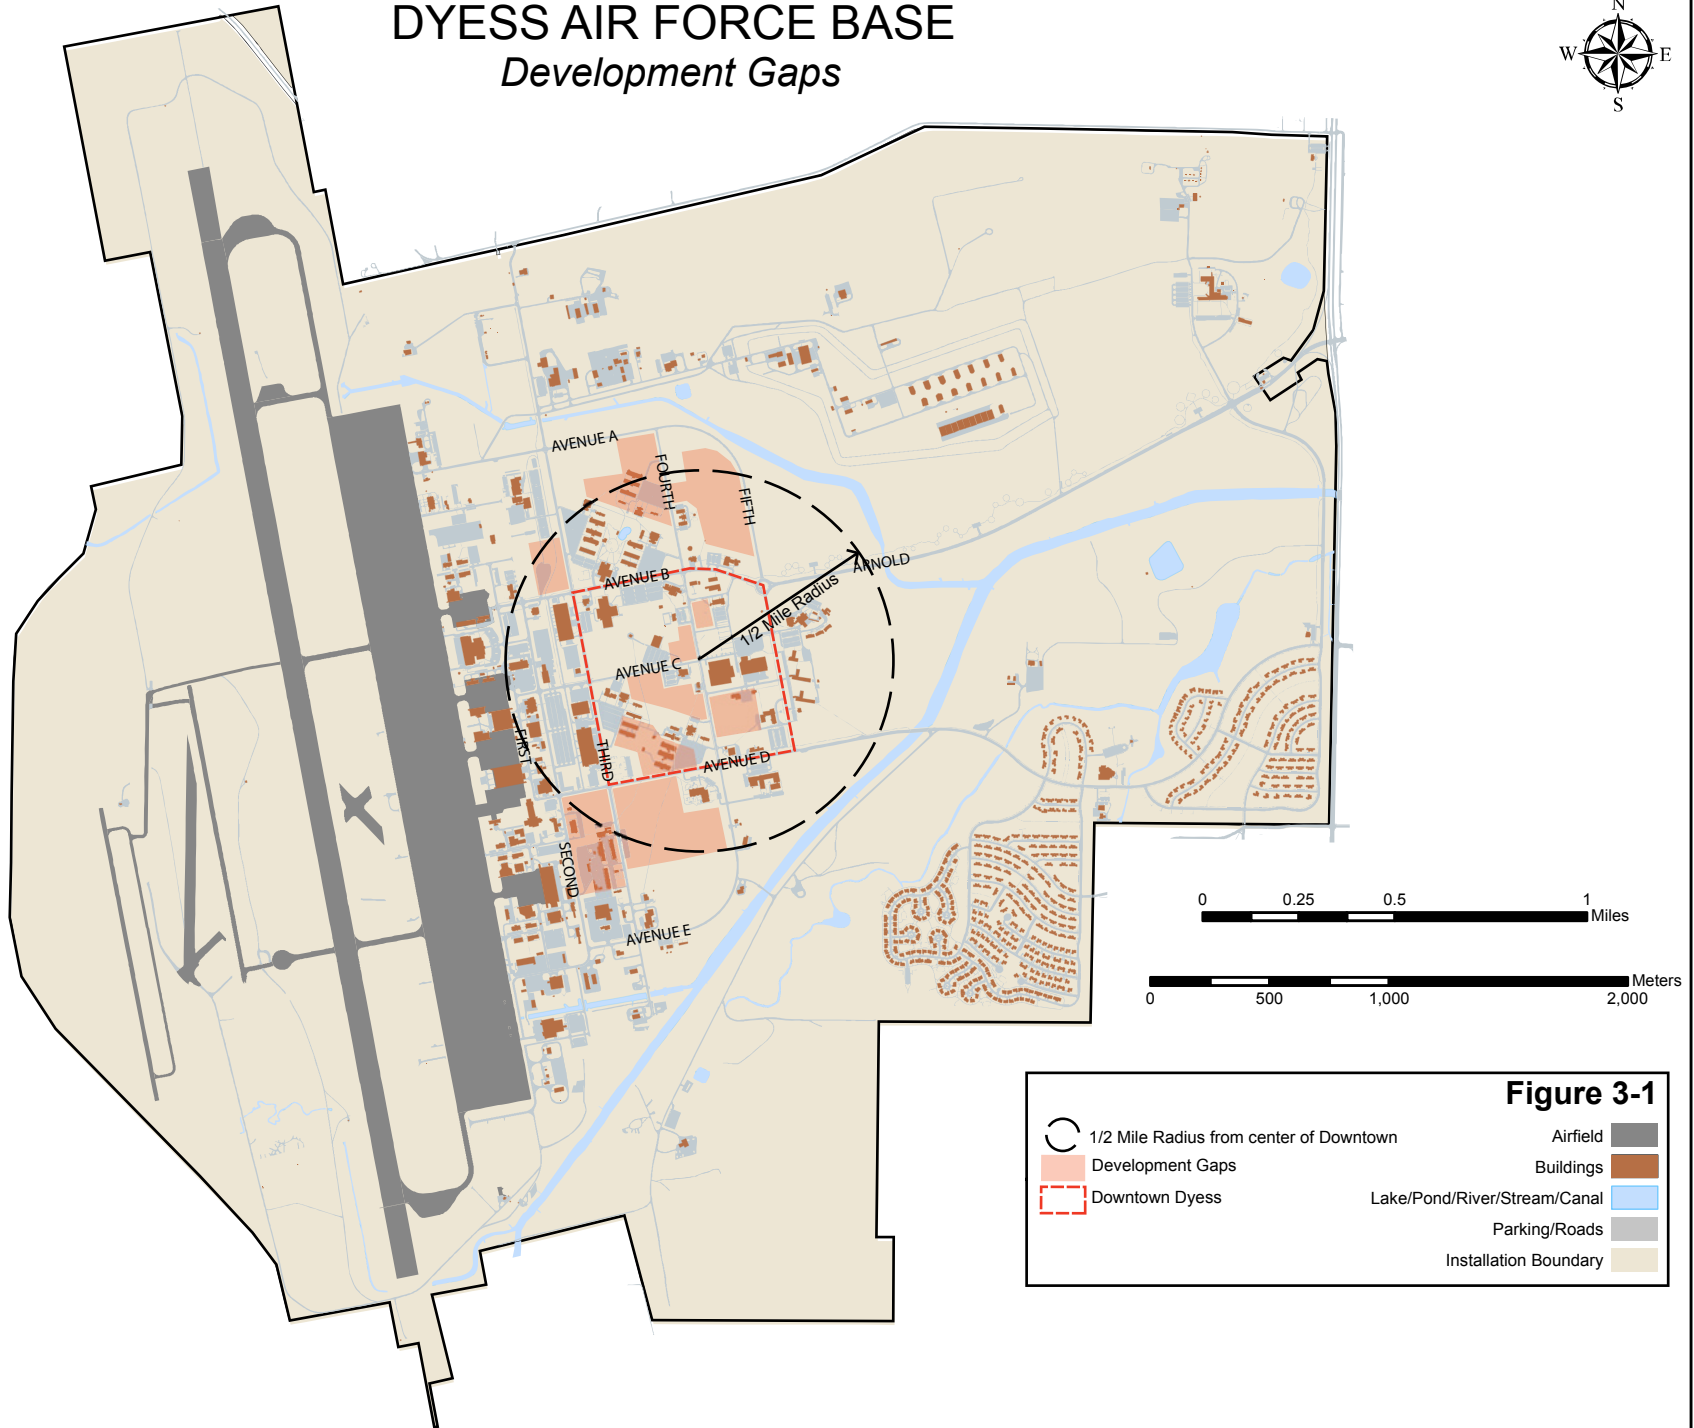 DYESS AIR FORCE BASE
Development Gaps
N
W
E
S
AVENUE A
FOURTH
FIFTH
ARNOLD
AVENUE B
1/2 Mile Radius
AVENUE C
FIRST
THIRD
AVENUE D
SECOND
AVENUE E
0 0.25 0.5 1
Miles
Meters
0 500 1,000 2,000
Figure 3-1
1/2 Mile Radius from center of Downtown
Development Gaps
Downtown Dyess
Airfield
Buildings
Lake/Pond/River/Stream/Canal
Parking/Roads
Installation Boundary